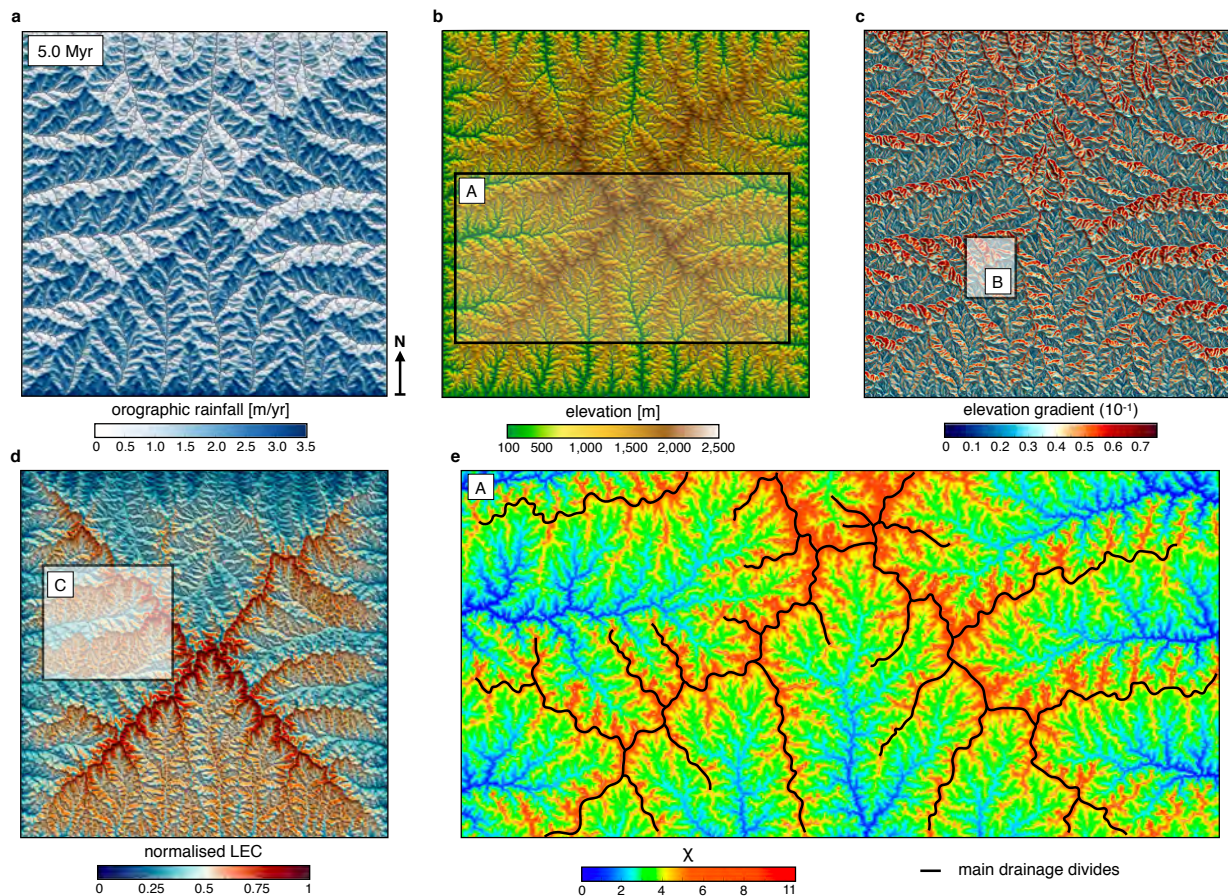 a
5.0 Myr
N
orographic rainfall [m/yr]
0 0.5 1.0 1.5 2.0 2.5 3.0 3.5
b
A
elevation [m]
100 500 1,000 1,500 2,000 2,500
c
B
elevation gradient (10⁻¹)
0 0.1 0.2 0.3 0.4 0.5 0.6 0.7
d
C
normalised LEC
0 0.25 0.5 0.75 1
e
A
χ
0 2 4 6 8 11
main drainage divides